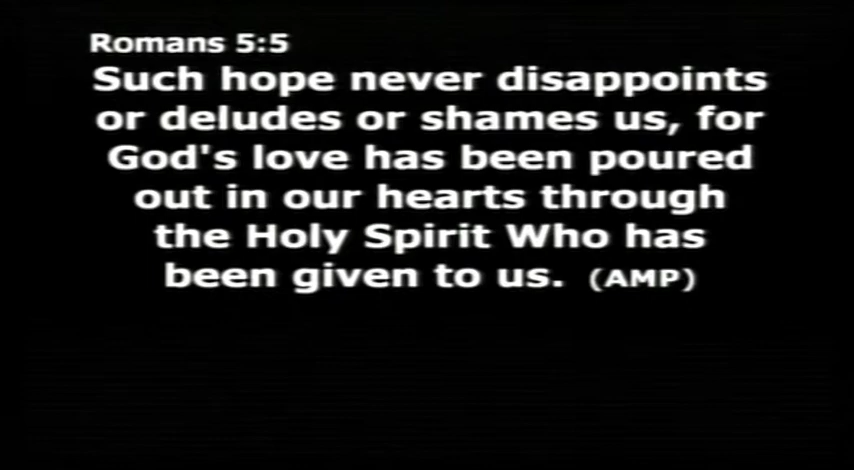 Romans 5:5
Such hope never disappoints
or deludes or shames us, for
God's love has been poured
out in our hearts through
the Holy Spirit Who has
been given to us. (AMP)